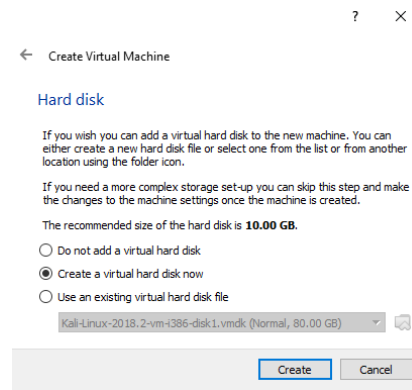 ?
Create Virtual Machine
Hard disk
If you wish you can add a virtual hard disk to the new machine. You can
either create a new hard disk file or select one from the list or from another
location using the folder icon.
If you need a more complex storage set-up you can skip this step and make
the changes to the machine settings once the machine is created.
The recommended size of the hard disk is 10.00 GB.
Do not add a virtual hard disk
Create a virtual hard disk now
Use an existing virtual hard disk file
Kali-Linux-2018.2-vm-i386-disk1.vmdk (Normal, 80.00 GB)
Create Cancel